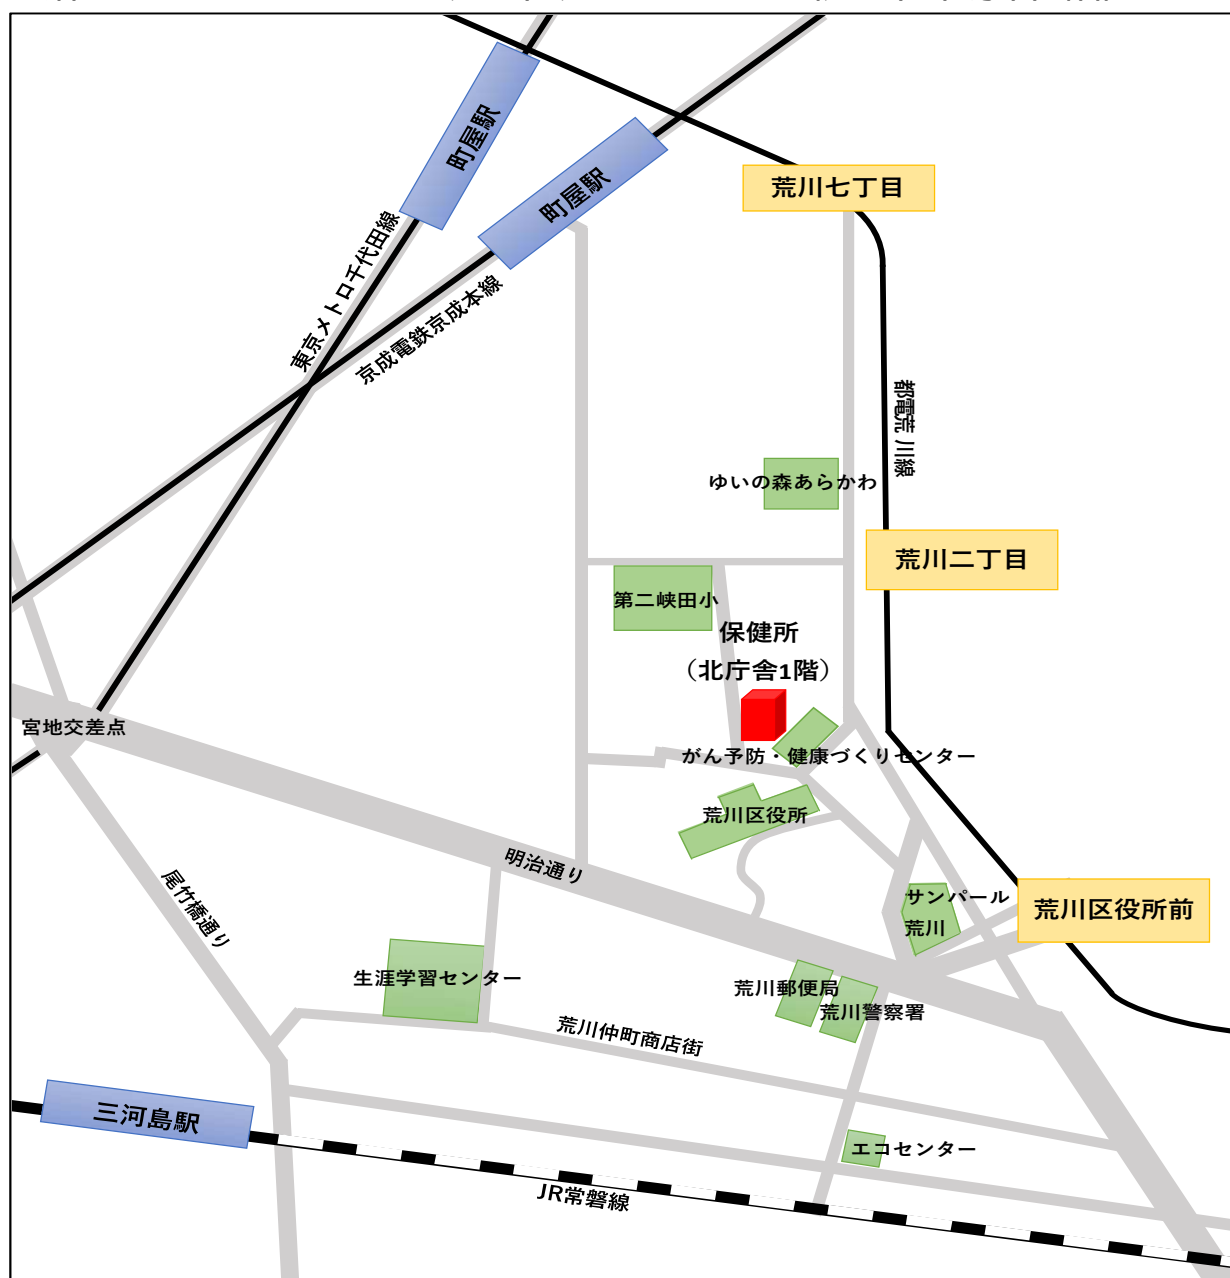 町屋駅
町屋駅
荒川七丁目
東京メトロ千代田線
京成電鉄京成本線
都電荒川線
ゆいの森あらかわ
荒川二丁目
第二峡田小
保健所
（北庁舎1階）
宮地交差点
がん予防・健康づくりセンター
荒川区役所
明治通り
尾竹橋通り
サンパール
荒川
荒川区役所前
生涯学習センター
荒川郵便局
荒川警察署
荒川仲町商店街
三河島駅
エコセンター
JR常磐線